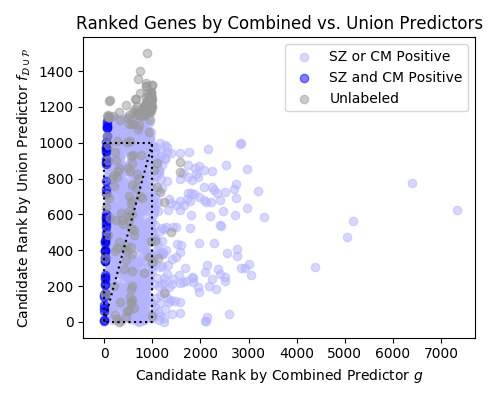 Ranked Genes by Combined vs. Union Predictors
SZ or CM Positive
SZ and CM Positive
Unlabeled
Candidate Rank by Union Predictor f_{D∪P}
1400
1200
1000
800
600
400
200
0
0 1000 2000 3000 4000 5000 6000 7000
Candidate Rank by Combined Predictor g